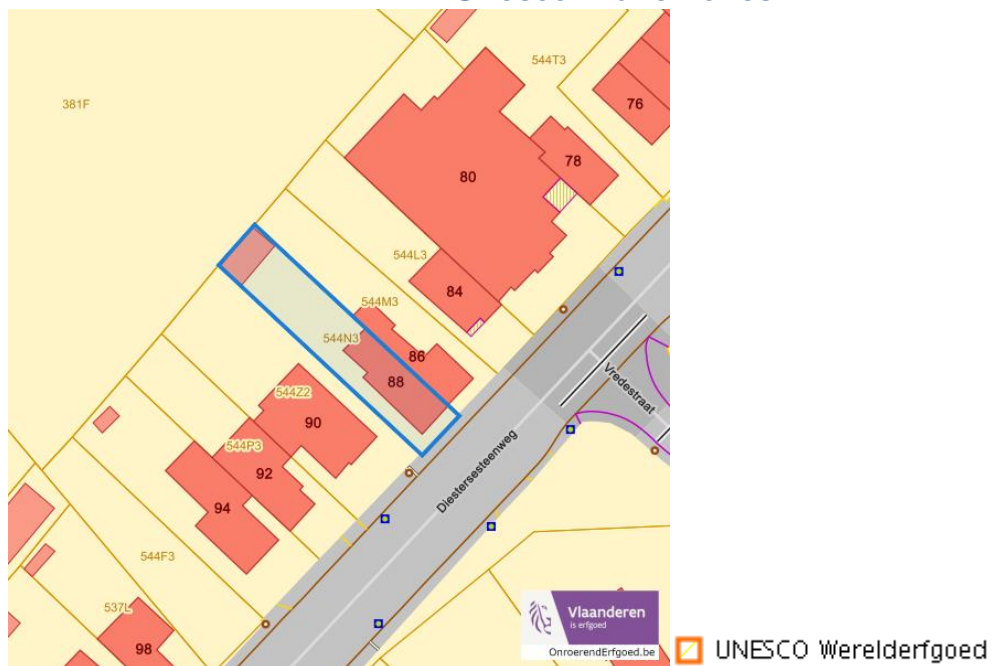 544T3
381F
76
78
80
544L3
84
544M3
544N3
86
88
Vredestraat
544Z2
90
Diestersesteenweg
544P3
92
94
544F3
537L
98
Vlaanderen
is erfgoed
OnroerendErfgoed.be
UNESCO Werelderfgoed